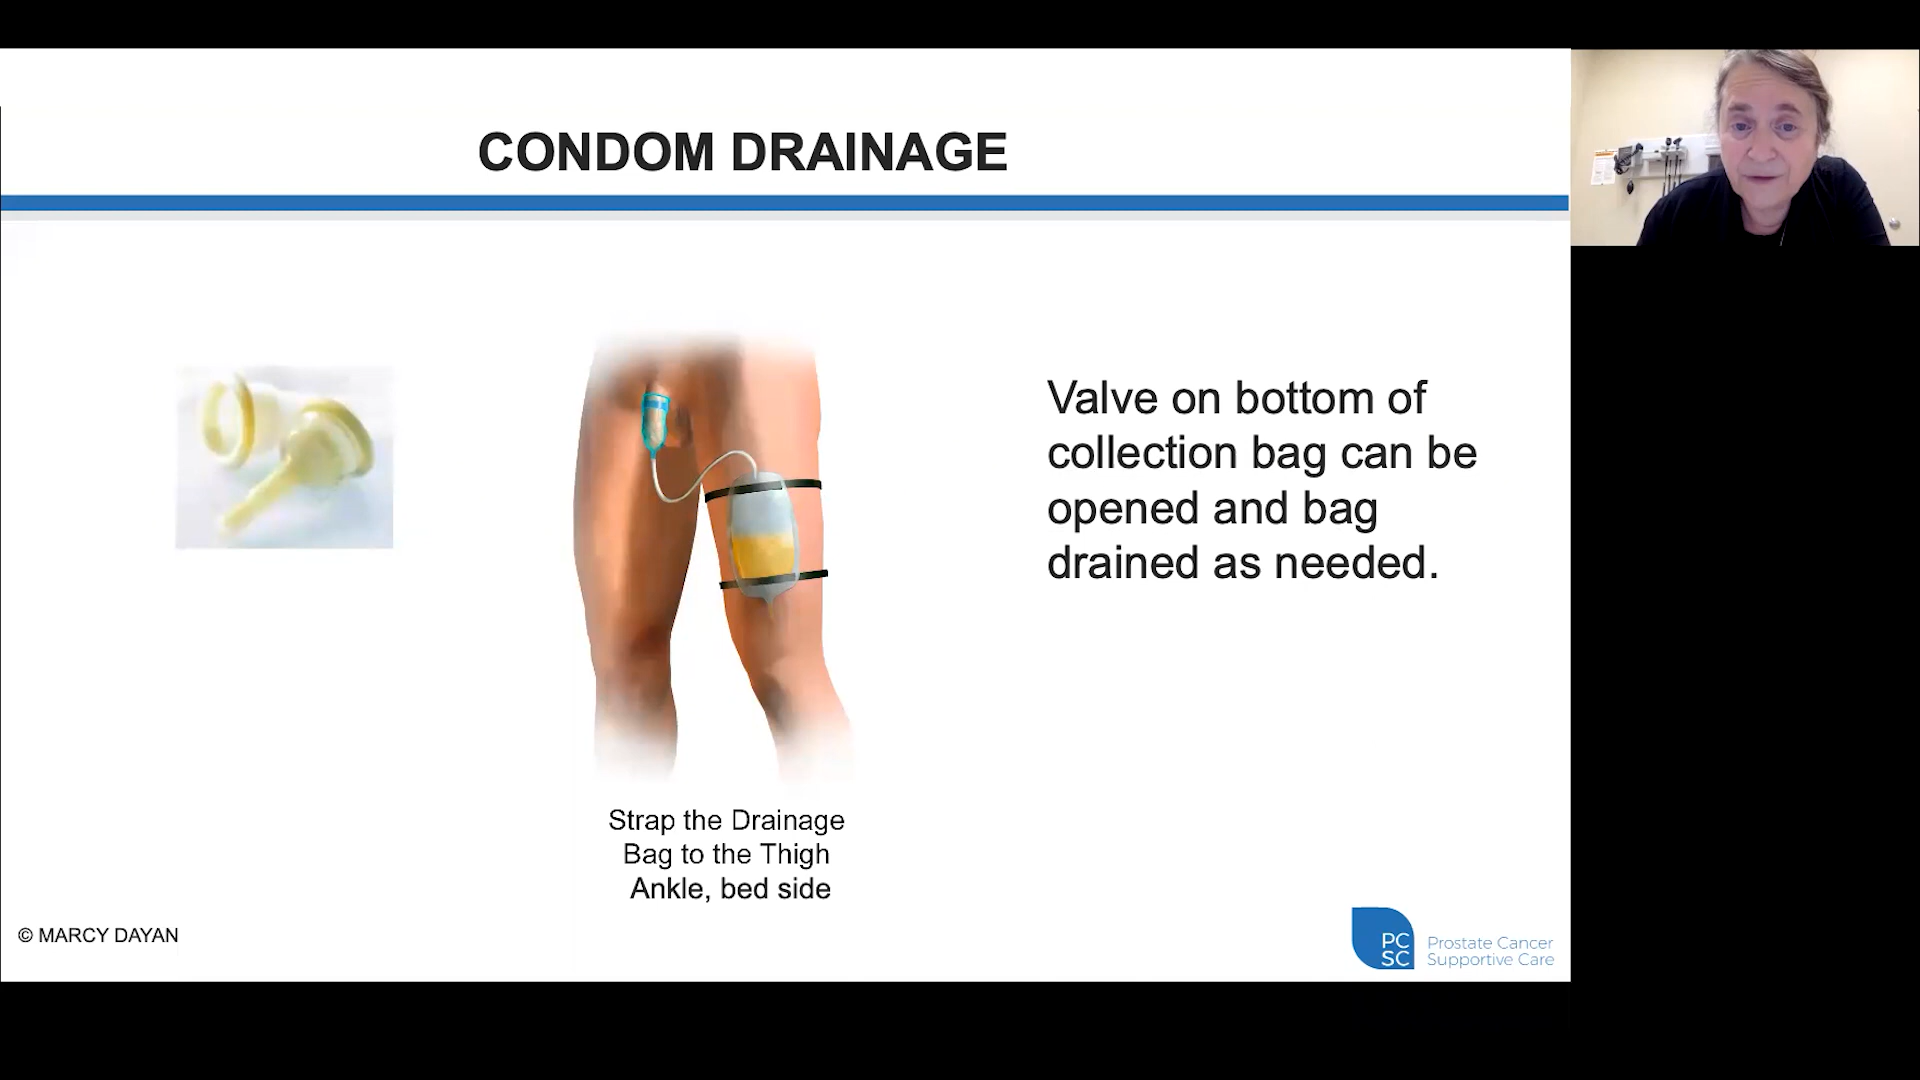 CONDOM DRAINAGE
Valve on bottom of
collection bag can be
opened and bag
drained as needed.
Strap the Drainage
Bag to the Thigh
Ankle, bed side
© MARCY DAYAN
PC
SC
Prostate Cancer
Supportive Care